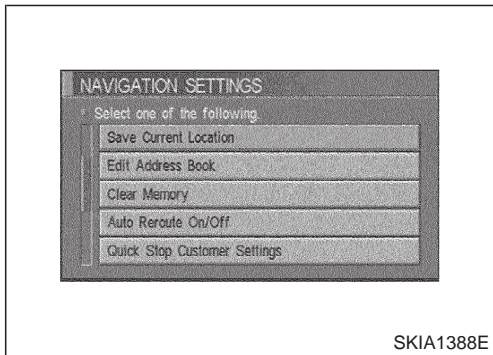 NAVIGATION SETTINGS
Select one of the following.
Save Current Location
Edit Address Book
Clear Memory
Auto Reroute On/Off
Quick Stop Customer Settings
SKIA1388E